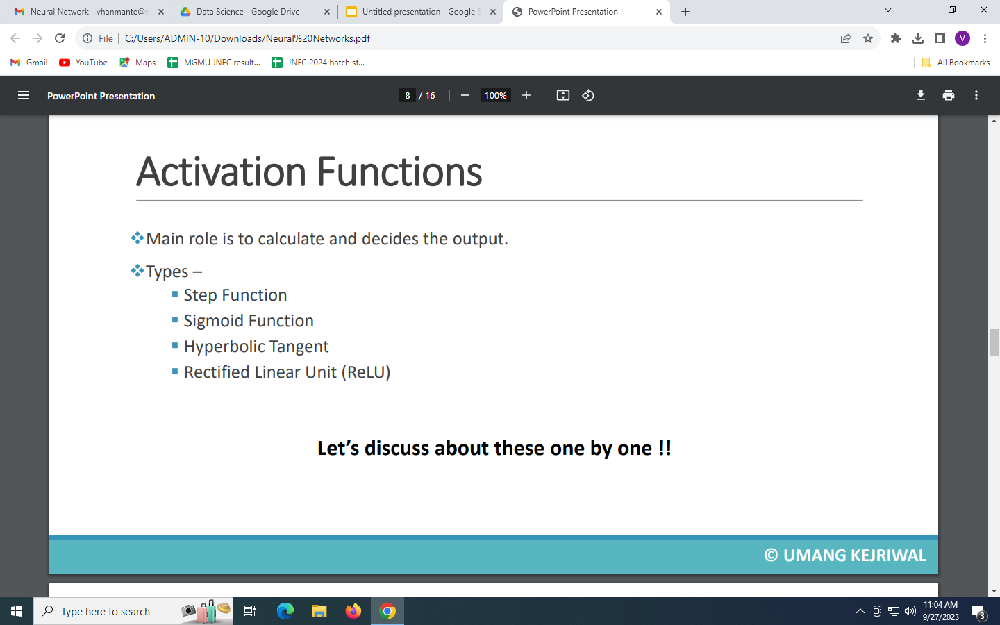 Neural Network - vhanmante@
Data Science - Google Drive
Untitled presentation - Google S
PowerPoint Presentation
File
C:/Users/ADMIN-10/Downloads/Neural%20Networks.pdf
V
Gmail
YouTube
Maps
MGMU JNEC result...
JNEC 2024 batch st...
All Bookmarks
PowerPoint Presentation
8 / 16
100%
Activation Functions
Main role is to calculate and decides the output.
Types –
Step Function
Sigmoid Function
Hyperbolic Tangent
Rectified Linear Unit (ReLU)
Let’s discuss about these one by one !!
© UMANG KEJRIWAL
Type here to search
11:04 AM
9/27/2023
3